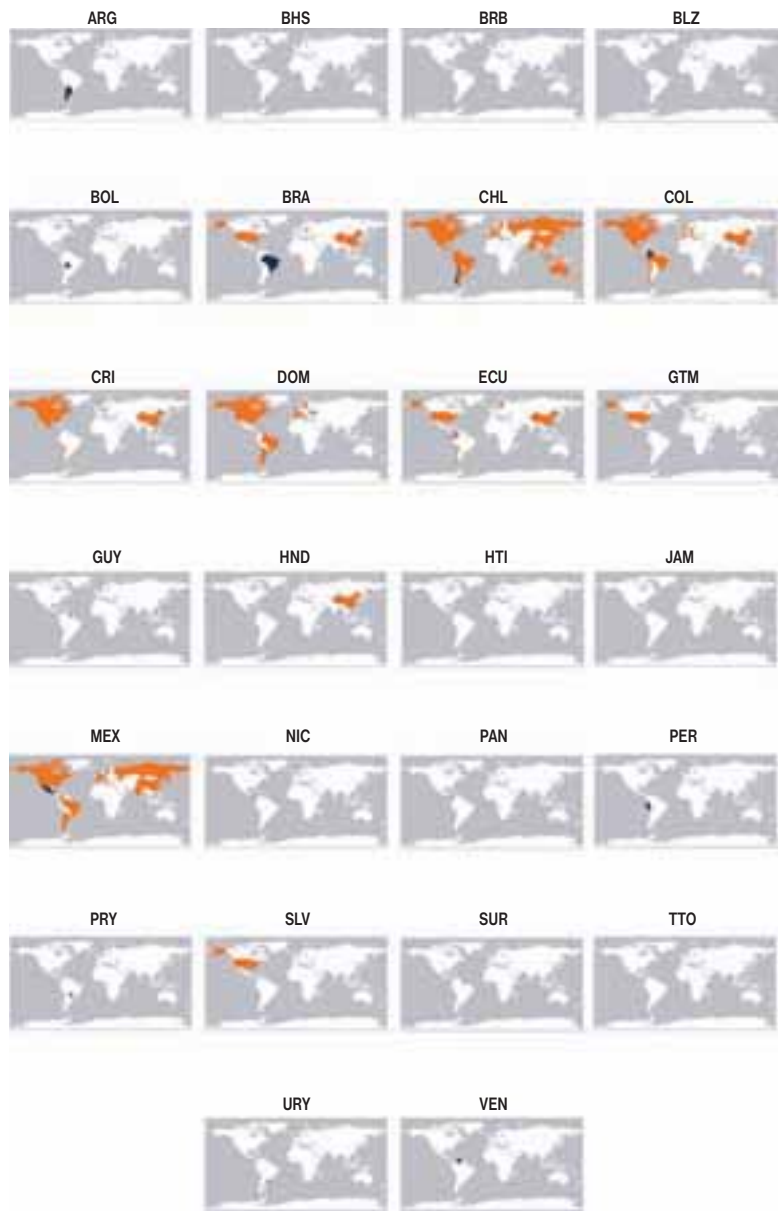 ARG BHS BRB BLZ
BOL BRA CHL COL
CRI DOM ECU GTM
GUY HND HTI JAM
MEX NIC PAN PER
PRY SLV SUR TTO
URY VEN